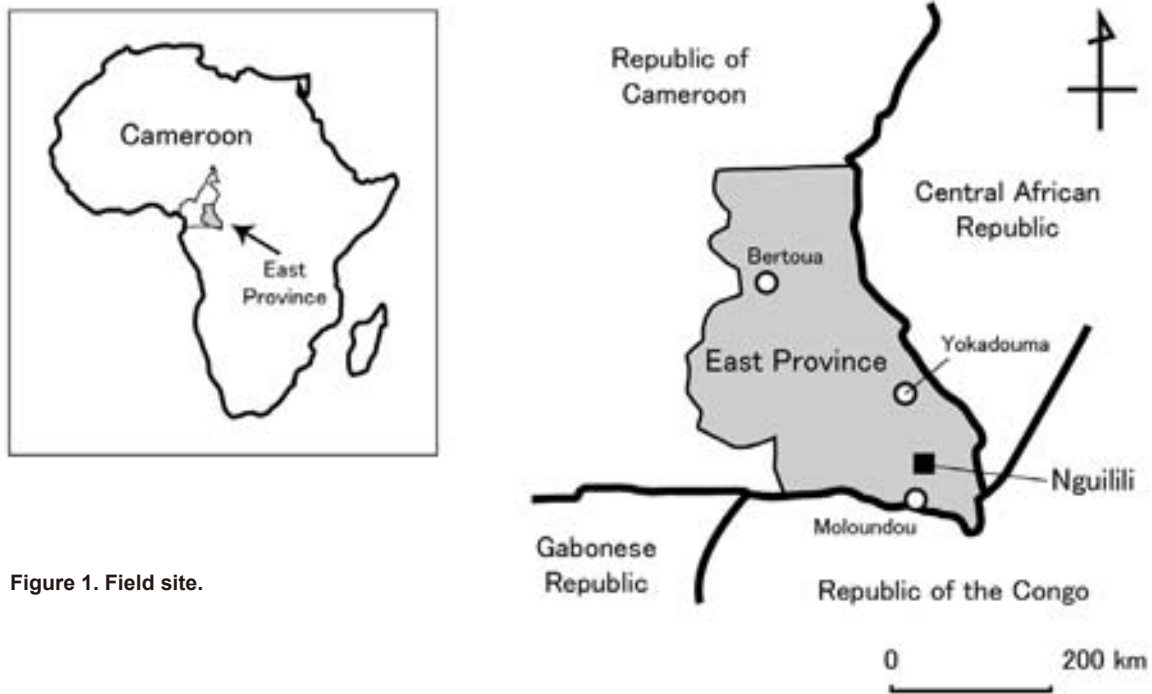 Cameroon
East
Province
Figure 1. Field site.
Republic of
Cameroon
Central African
Republic
Bertoua
East Province
Yokadouma
Nguilili
Moloundou
Gabonese
Republic
Republic of the Congo
0 200 km